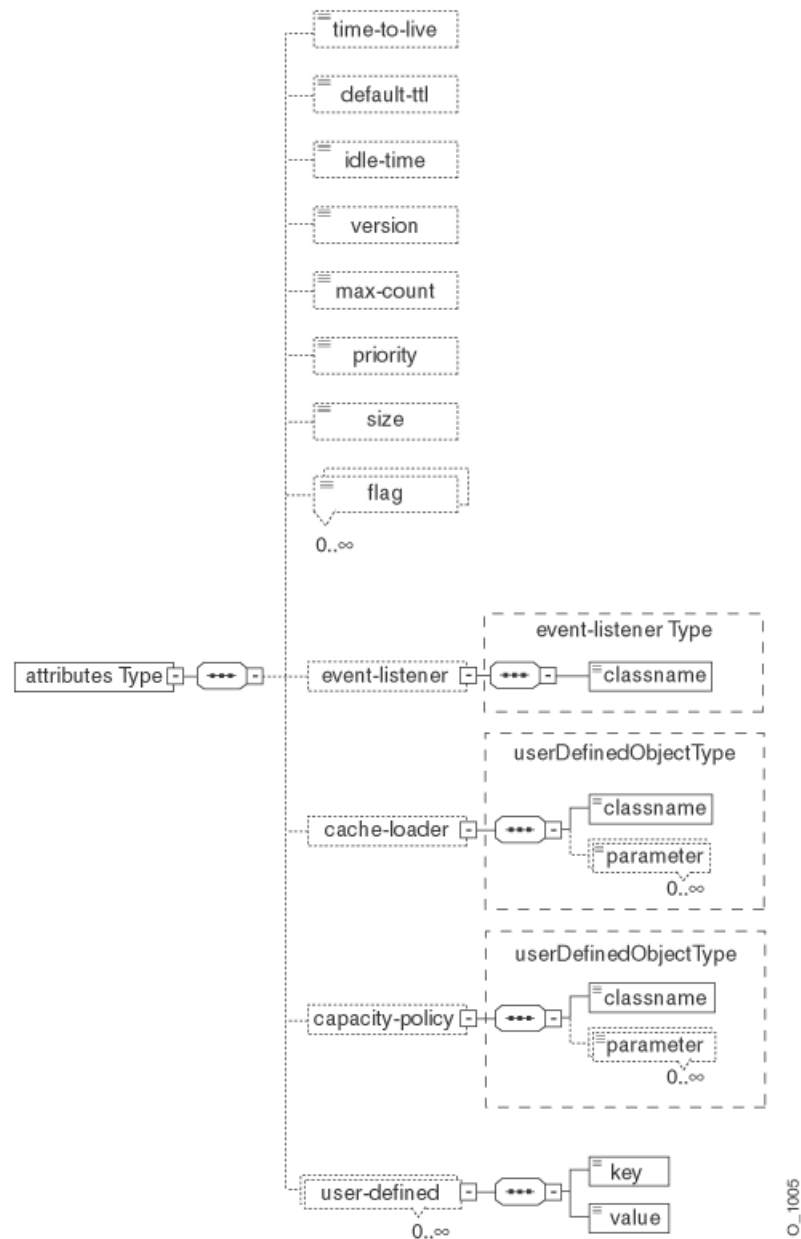 time-to-live
default-ttl
idle-time
version
max-count
priority
size
flag
0..∞
attributes Type
event-listener
event-listener Type
classname
cache-loader
userDefinedObjectType
classname
parameter
0..∞
capacity-policy
userDefinedObjectType
classname
parameter
0..∞
user-defined
0..∞
key
value
O_1005